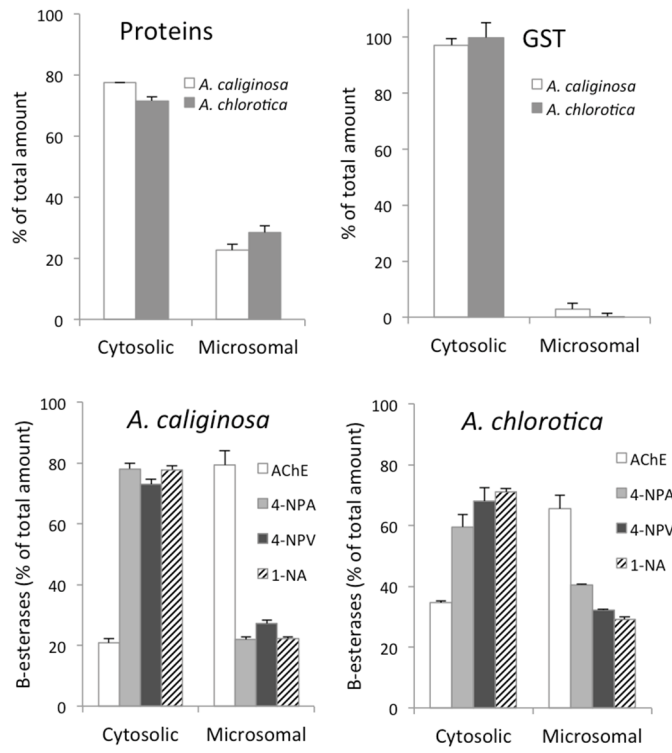 Proteins
% of total amount
100
80
60
40
20
0
A. caliginosa
A. chlorotica
Cytosolic Microsomal
GST
% of total amount
100
80
60
40
20
0
A. caliginosa
A. chlorotica
Cytosolic Microsomal
A. caliginosa
B-esterases (% of total amount)
100
80
60
40
20
0
AChE
4-NPA
4-NPV
1-NA
Cytosolic Microsomal
A. chlorotica
B-esterases (% of total amount)
100
80
60
40
20
0
AChE
4-NPA
4-NPV
1-NA
Cytosolic Microsomal